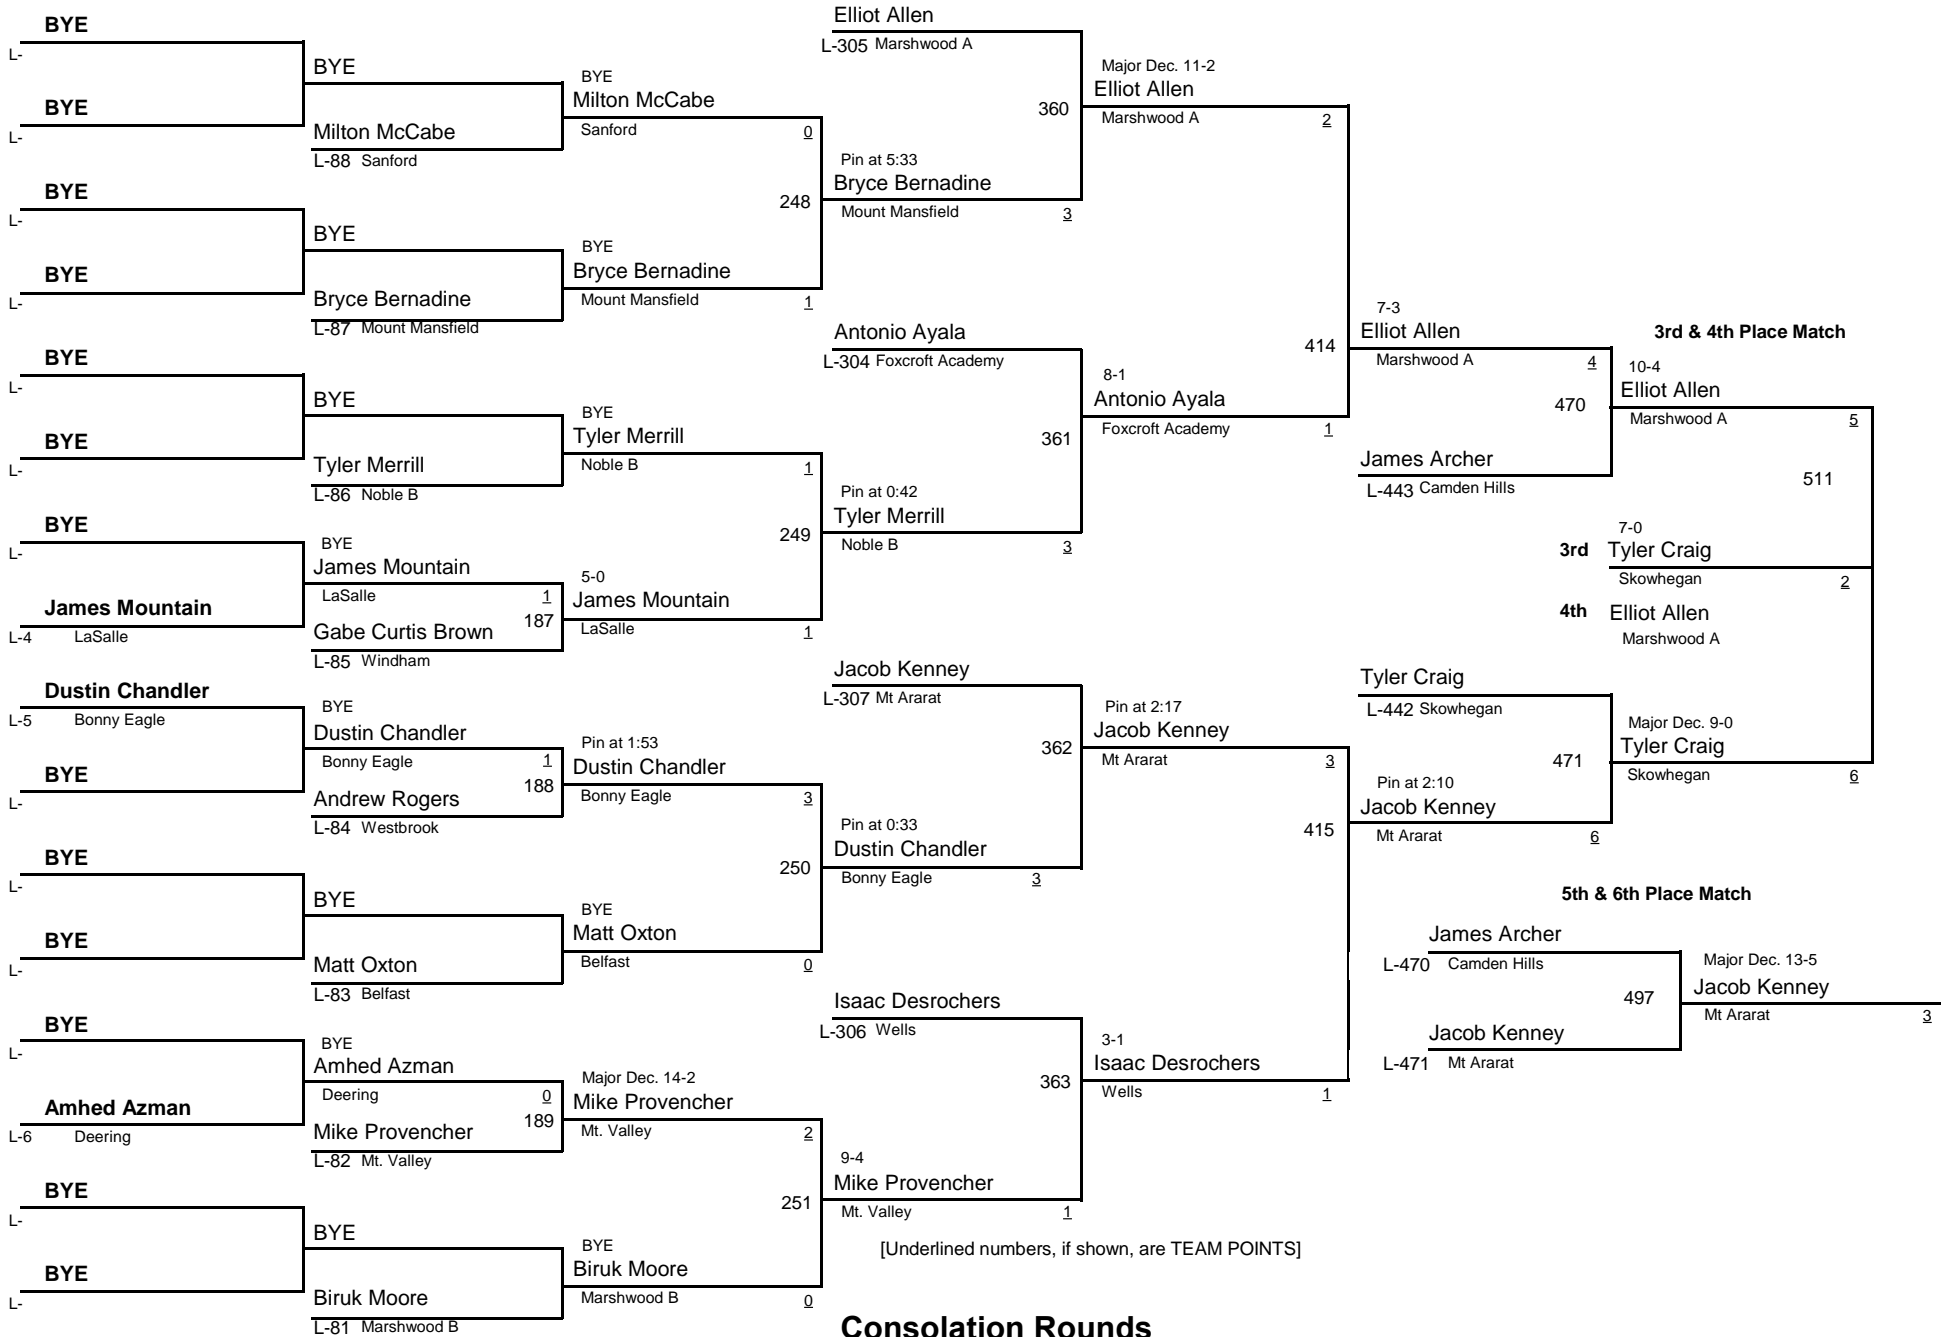 BYE
L-
BYE
L-
BYE
L-
BYE
L-
BYE
L-
BYE
L-
BYE
L-
James Mountain
L-4 LaSalle
Dustin Chandler
L-5 Bonny Eagle
BYE
L-
BYE
L-
BYE
L-
BYE
L-
Amhed Azman
L-6 Deering
BYE
L-
BYE
L-
BYE
Milton McCabe
L-88 Sanford
BYE
Bryce Bernadine
L-87 Mount Mansfield
BYE
Tyler Merrill
L-86 Noble B
BYE
James Mountain
LaSalle 1
187
Gabe Curtis Brown
L-85 Windham
BYE
Dustin Chandler
Bonny Eagle 1
188
Andrew Rogers
L-84 Westbrook
BYE
Matt Oxton
L-83 Belfast
BYE
Amhed Azman
Deering 0
189
Mike Provencher
L-82 Mt. Valley
BYE
Biruk Moore
L-81 Marshwood B
BYE
Milton McCabe
Sanford 0
248
BYE
Bryce Bernadine
Mount Mansfield 1
BYE
Tyler Merrill
Noble B 1
249
5-0
James Mountain
LaSalle 1
Pin at 1:53
Dustin Chandler
Bonny Eagle 3
250
BYE
Matt Oxton
Belfast 0
Major Dec. 14-2
Mike Provencher
Mt. Valley 2
251
BYE
Biruk Moore
Marshwood B 0
Elliot Allen
L-305 Marshwood A
360
Pin at 5:33
Bryce Bernadine
Mount Mansfield 3
Antonio Ayala
L-304 Foxcroft Academy
361
Pin at 0:42
Tyler Merrill
Noble B 3
Jacob Kenney
L-307 Mt Ararat
362
Pin at 0:33
Dustin Chandler
Bonny Eagle 3
Isaac Desrochers
L-306 Wells
363
9-4
Mike Provencher
Mt. Valley 1
Major Dec. 11-2
Elliot Allen
Marshwood A 2
414
8-1
Antonio Ayala
Foxcroft Academy 1
Pin at 2:17
Jacob Kenney
Mt Ararat 3
415
3-1
Isaac Desrochers
Wells 1
7-3
Elliot Allen
Marshwood A 4
470
James Archer
L-443 Camden Hills
Tyler Craig
L-442 Skowhegan
471
Pin at 2:10
Jacob Kenney
Mt Ararat 6
3rd & 4th Place Match
10-4
Elliot Allen
Marshwood A 5
511
7-0
3rd Tyler Craig
Skowhegan 2
4th Elliot Allen
Marshwood A
Major Dec. 9-0
Tyler Craig
Skowhegan 6
5th & 6th Place Match
James Archer
L-470 Camden Hills
497
Jacob Kenney
L-471 Mt Ararat
Major Dec. 13-5
Jacob Kenney
Mt Ararat 3
[Underlined numbers, if shown, are TEAM POINTS]
Consolation Rounds